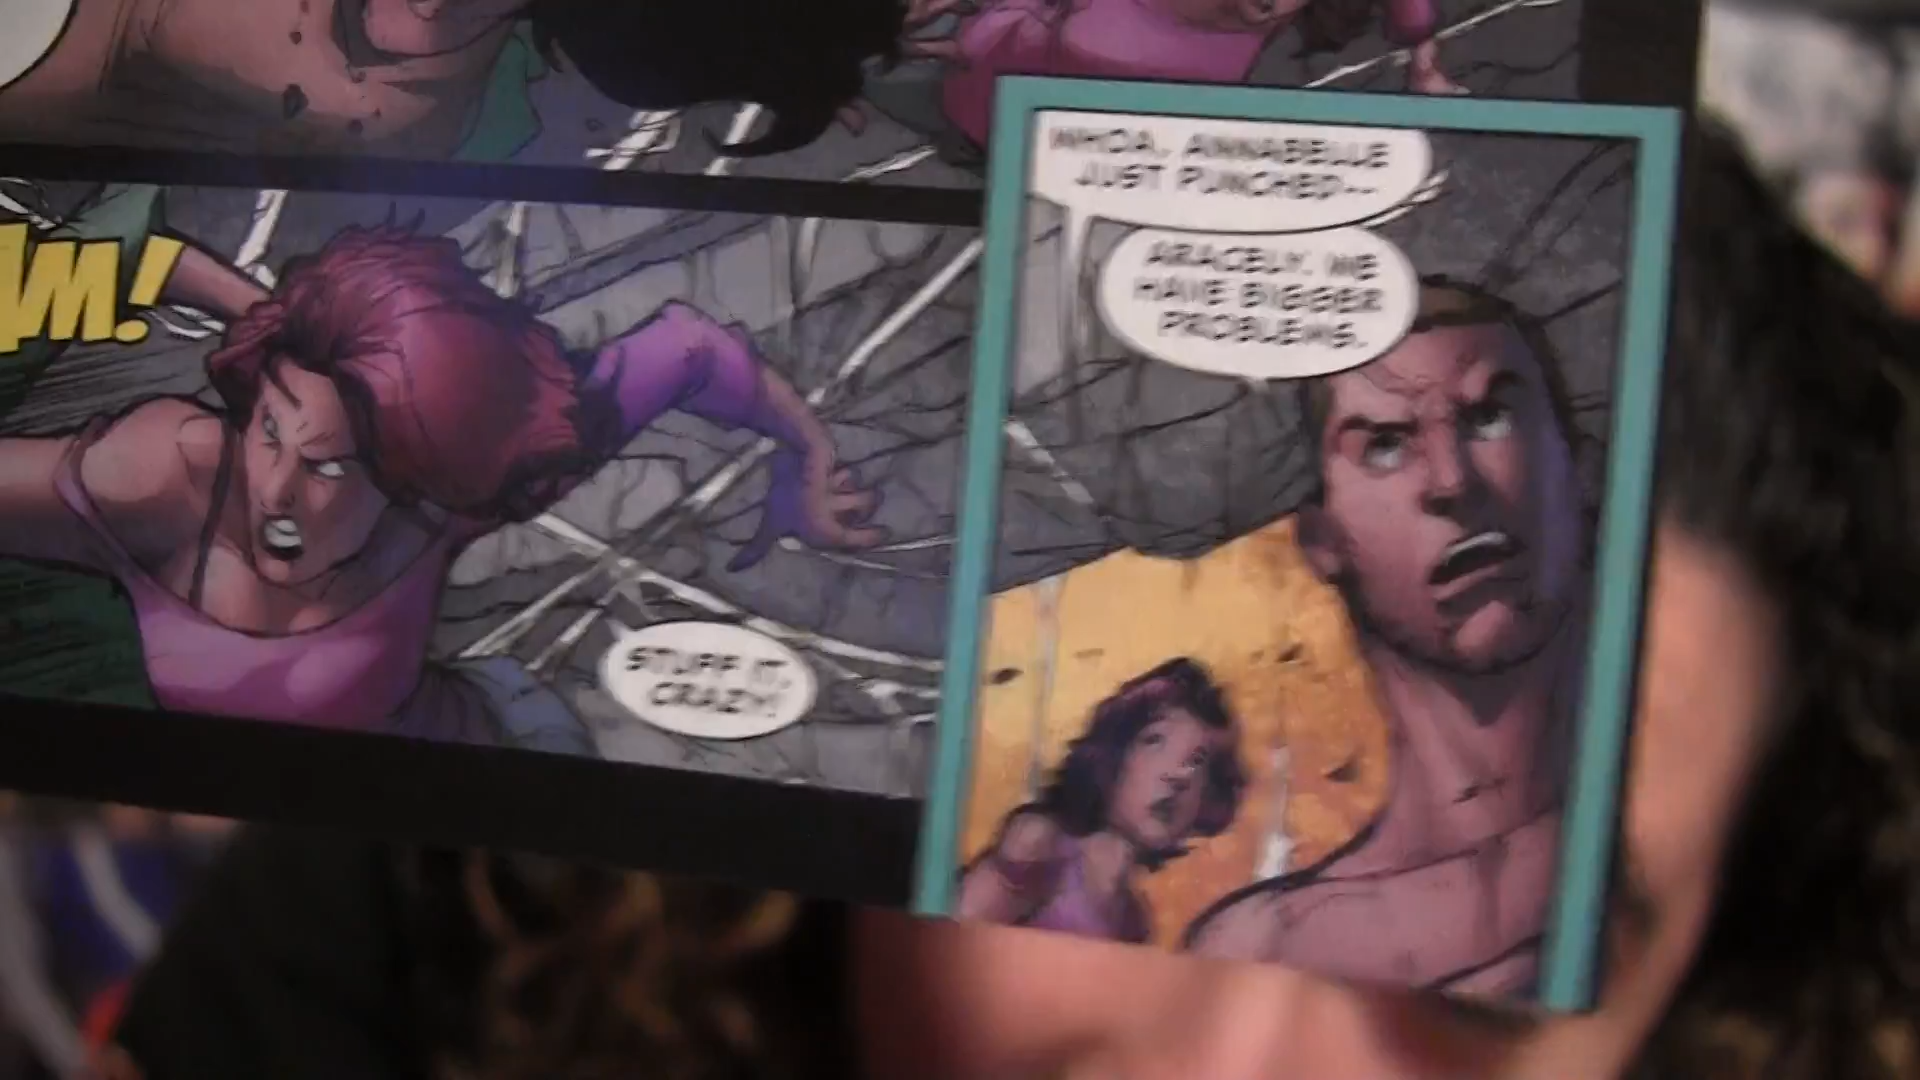 M!
WHOA, ANNABELLE
JUST PUNCHED--
ARACELY, WE
HAVE BIGGER
PROBLEMS.
STUFF IT,
CRAZY!